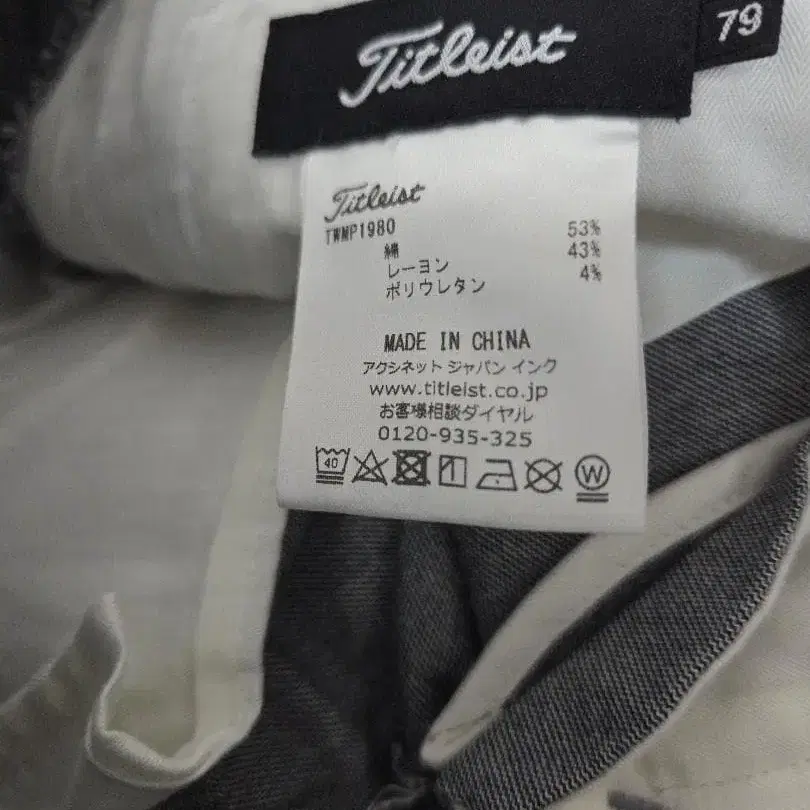 Titleist
79
Titleist
TWMP1980
綿 53%
レーヨン 43%
ポリウレタン 4%
MADE IN CHINA
アクシネット ジャパン インク
www.titleist.co.jp
お客様相談ダイヤル
0120-935-325
40
W